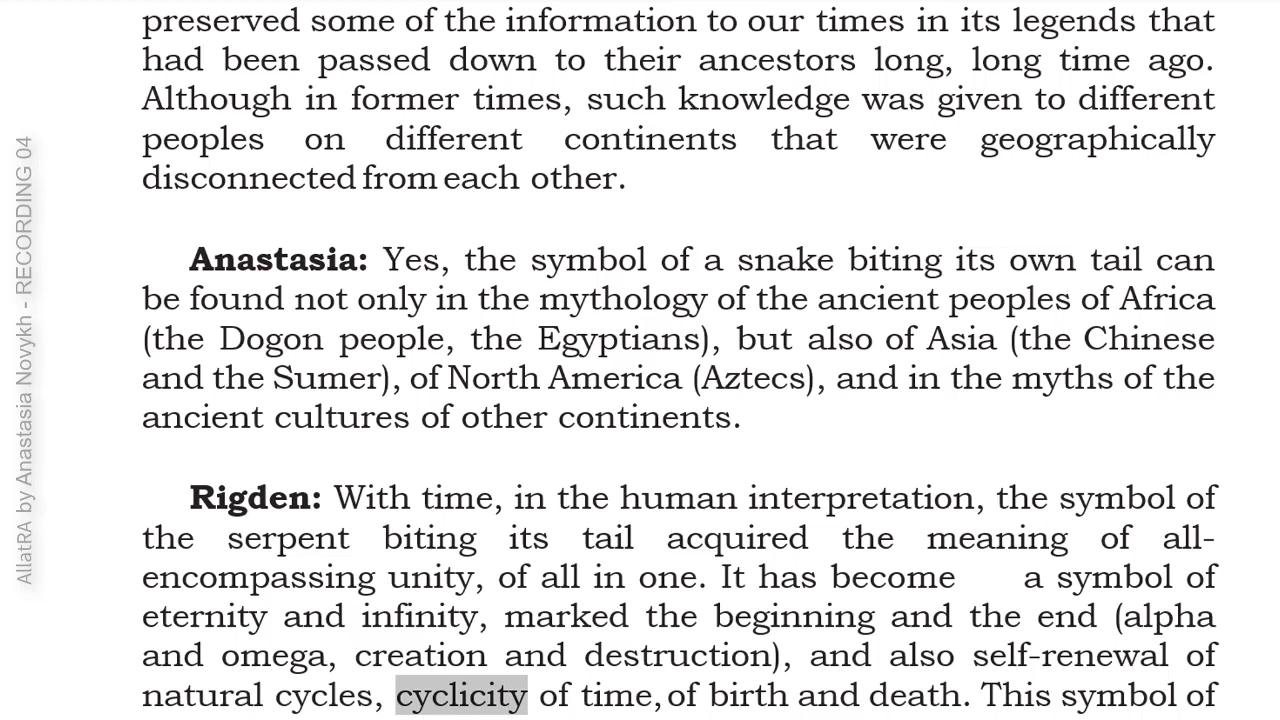 preserved some of the information to our times in its legends that
had been passed down to their ancestors long, long time ago.
Although in former times, such knowledge was given to different
peoples on different continents that were geographically
disconnected from each other.
Anastasia: Yes, the symbol of a snake biting its own tail can
be found not only in the mythology of the ancient peoples of Africa
(the Dogon people, the Egyptians), but also of Asia (the Chinese
and the Sumer), of North America (Aztecs), and in the myths of the
ancient cultures of other continents.
Rigden: With time, in the human interpretation, the symbol of
the serpent biting its tail acquired the meaning of all-
encompassing unity, of all in one. It has become a symbol of
eternity and infinity, marked the beginning and the end (alpha
and omega, creation and destruction), and also self-renewal of
natural cycles, cyclicity of time, of birth and death. This symbol of
AllatRA by Anastasia Novykh - RECORDING 04